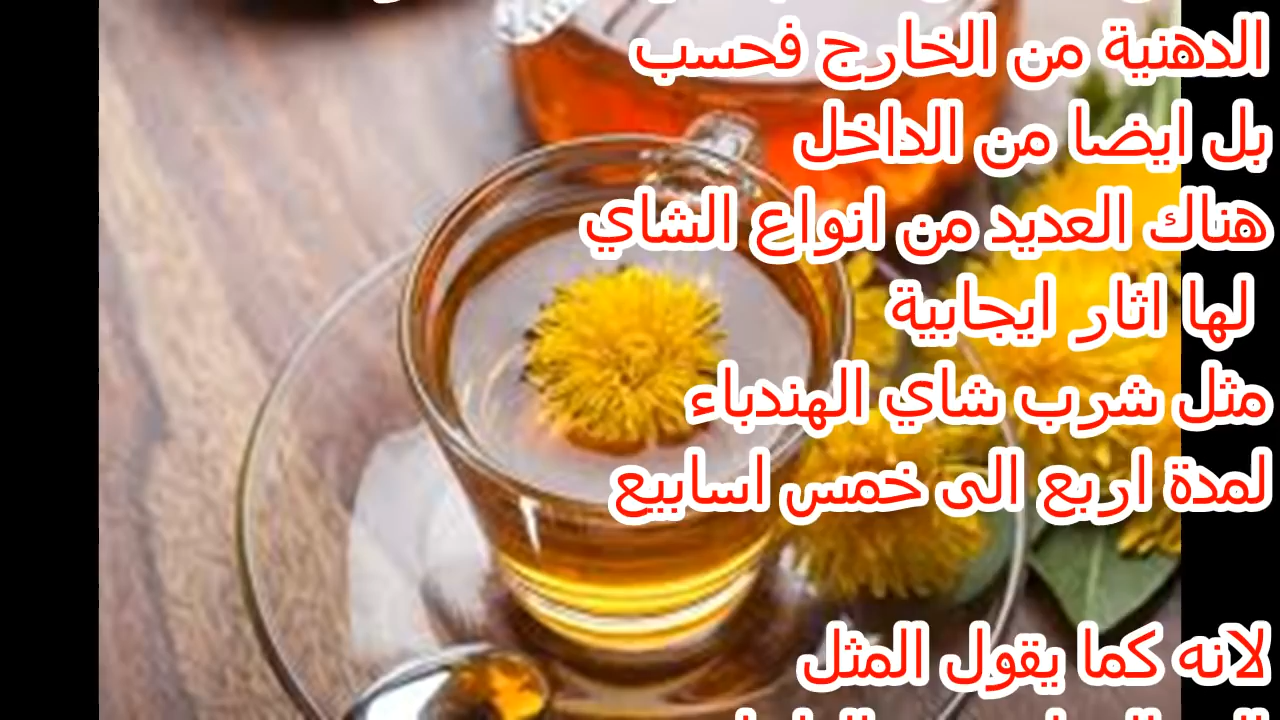 الدهنية من الخارج فحسب
بل ايضا من الداخل
هناك العديد من انواع الشاي
لها اثار ايجابية
مثل شرب شاي الهندباء
لمدة اربع الى خمس اسابيع
لانه كما يقول المثل